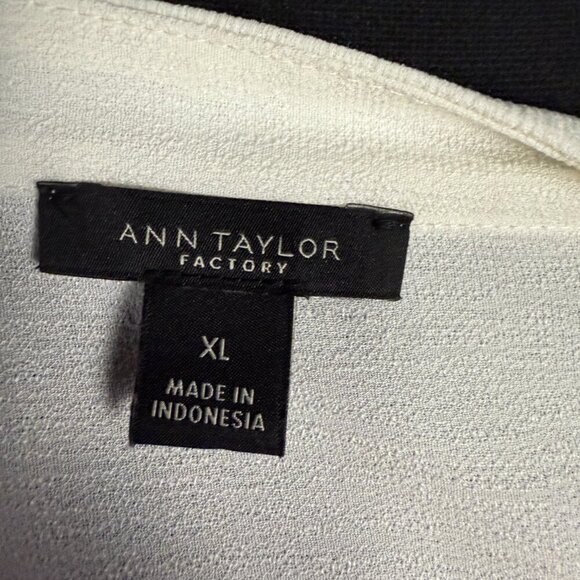 ANN TAYLOR
FACTORY
XL
MADE IN
INDONESIA